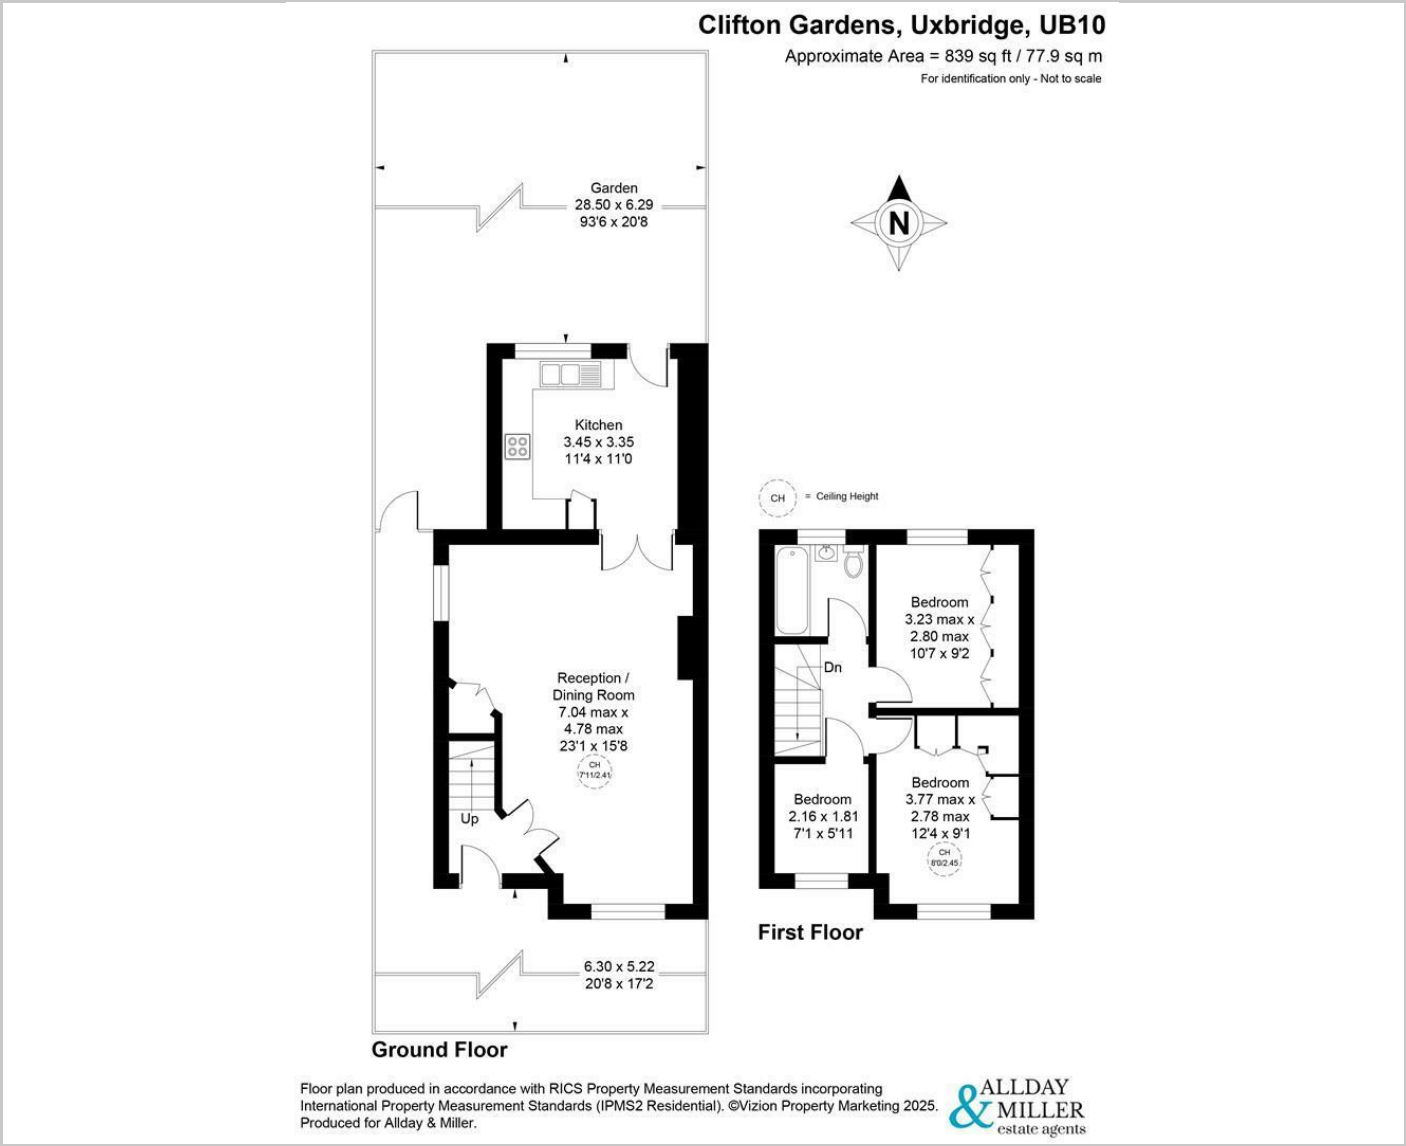 Clifton Gardens, Uxbridge, UB10
Approximate Area = 839 sq ft / 77.9 sq m
For identification only - Not to scale
Garden
28.50 x 6.29
93'6 x 20'8
N
Kitchen
3.45 x 3.35
11'4 x 11'0
CH = Ceiling Height
Reception /
Dining Room
7.04 max x
4.78 max
23'1 x 15'8
CH
7'11/2.41
Up
Bedroom
3.23 max x
2.80 max
10'7 x 9'2
Dn
Bedroom
2.16 x 1.81
7'1 x 5'11
Bedroom
3.77 max x
2.78 max
12'4 x 9'1
CH
8'0/2.45
First Floor
6.30 x 5.22
20'8 x 17'2
Ground Floor
Floor plan produced in accordance with RICS Property Measurement Standards incorporating
International Property Measurement Standards (IPMS2 Residential). ©Vizion Property Marketing 2025.
Produced for Allday & Miller.
ALLDAY
& MILLER
estate agents